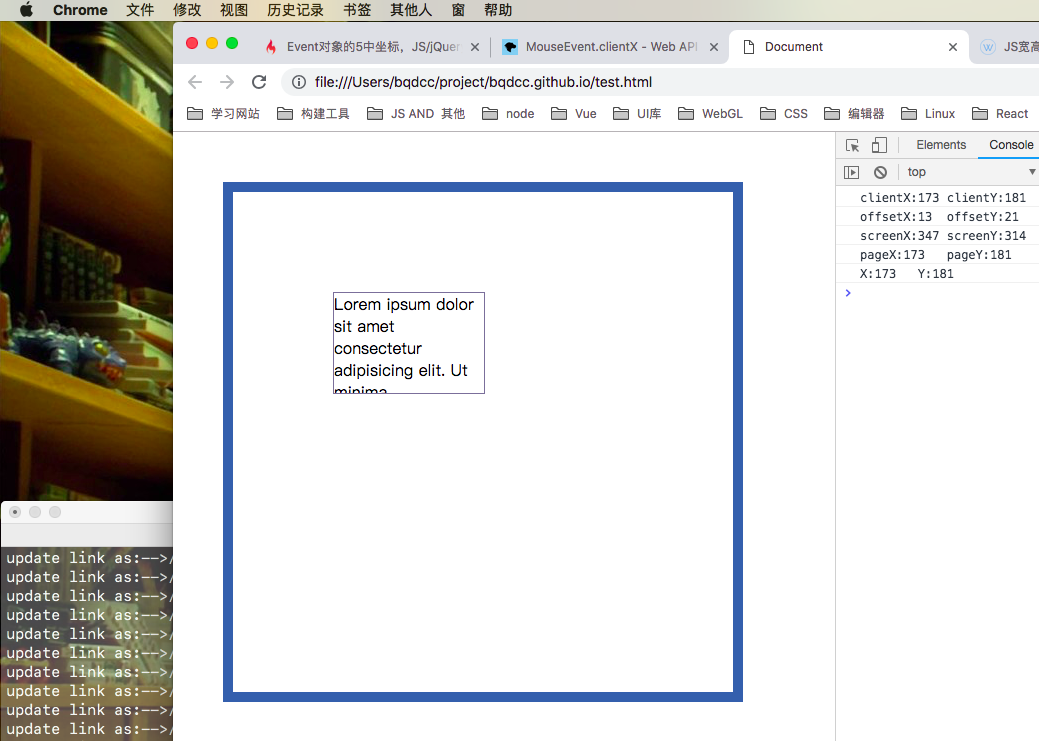 Chrome 文件 修改 视图 历史记录 书签 其他人 窗 帮助
Event对象的5中坐标，JS/jQuer
MouseEvent.clientX - Web API
Document
JS宽高
file:///Users/bqdcc/project/bqdcc.github.io/test.html
学习网站 构建工具 JS AND 其他 node Vue UI库 WebGL CSS 编辑器 Linux React
Elements Console
top
clientX:173 clientY:181
offsetX:13 offsetY:21
screenX:347 screenY:314
pageX:173 pageY:181
X:173 Y:181
>
Lorem ipsum dolor
sit amet
consectetur
adipisicing elit. Ut
minima
update link as:-->/
update link as:-->/
update link as:-->/
update link as:-->/
update link as:-->/
update link as:-->/
update link as:-->/
update link as:-->/
update link as:-->/
update link as:-->/